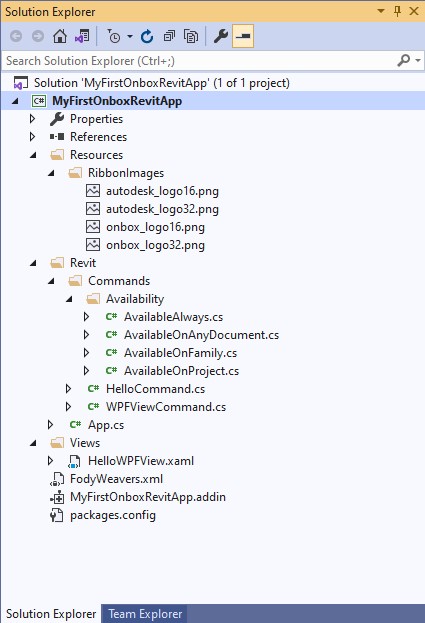 Solution Explorer
Search Solution Explorer (Ctrl+;)
Solution 'MyFirstOnboxRevitApp' (1 of 1 project)
C# MyFirstOnboxRevitApp
Properties
References
Resources
RibbonImages
autodesk_logo16.png
autodesk_logo32.png
onbox_logo16.png
onbox_logo32.png
Revit
Commands
Availability
C# AvailableAlways.cs
C# AvailableOnAnyDocument.cs
C# AvailableOnFamily.cs
C# AvailableOnProject.cs
C# HelloCommand.cs
C# WPFViewCommand.cs
C# App.cs
Views
HelloWPFView.xaml
FodyWeavers.xml
MyFirstOnboxRevitApp.addin
packages.config
Solution Explorer Team Explorer